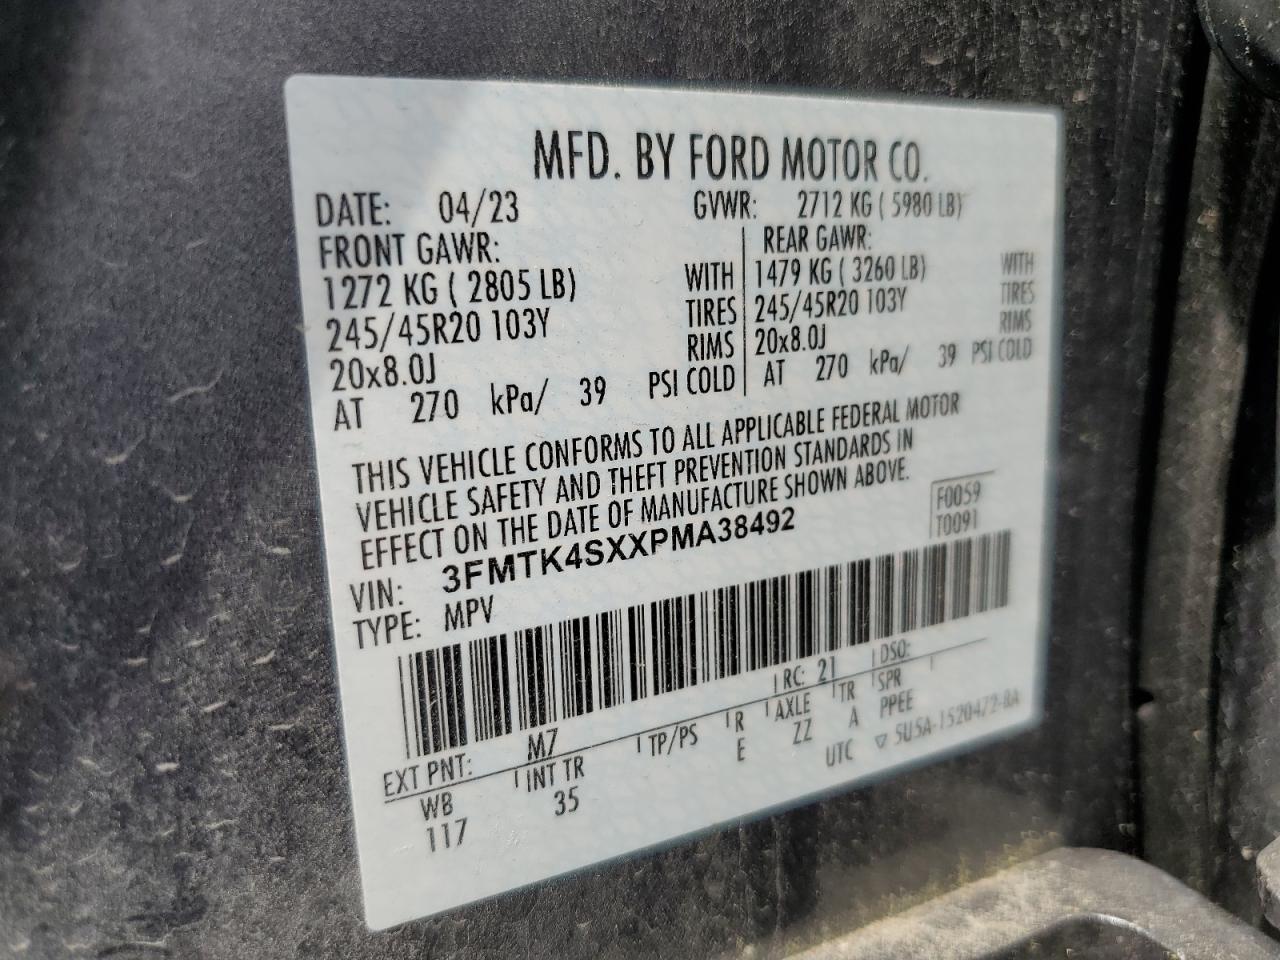 MFD. BY FORD MOTOR CO.
DATE: 04/23 GVWR: 2712 KG ( 5980 LB)
FRONT GAWR: REAR GAWR:
1272 KG ( 2805 LB) WITH 1479 KG ( 3260 LB) WITH
245/45R20 103Y TIRES 245/45R20 103Y TIRES
20x8.0J RIMS 20x8.0J RIMS
AT 270 kPa/ 39 PSI COLD AT 270 kPa/ 39 PSI COLD
THIS VEHICLE CONFORMS TO ALL APPLICABLE FEDERAL MOTOR
VEHICLE SAFETY AND THEFT PREVENTION STANDARDS IN
EFFECT ON THE DATE OF MANUFACTURE SHOWN ABOVE.
F0059
T0091
VIN: 3FMTK4SXXPMA38492
TYPE: MPV
EXT PNT: M7 RC: 21 DSO:
WB INT TR TP/PS R AXLE TR SPR
117 35 E ZZ A PPEE
UTC ▽ 5U5A-1520472-BA